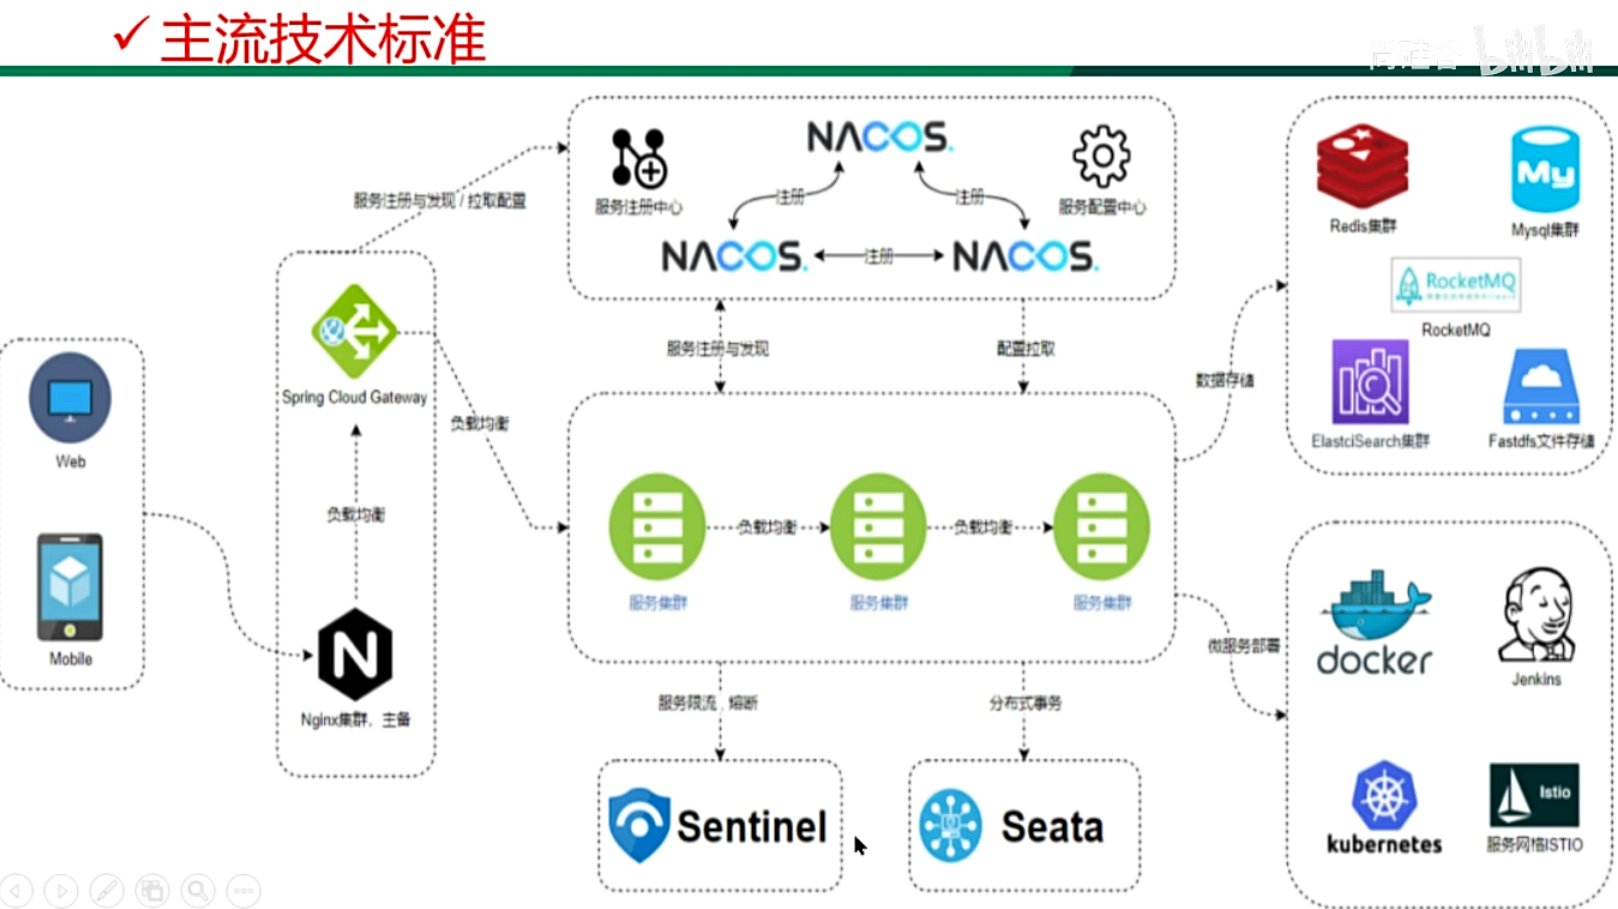 ✓ 主流技术标准
尚硅谷 bilibili
NACOS.
服务注册中心
服务配置中心
注册
注册
NACOS.
注册
NACOS.
服务注册与发现 / 拉取配置
Spring Cloud Gateway
负载均衡
Nginx集群，主备
Web
Mobile
负载均衡
服务注册与发现
配置拉取
负载均衡
负载均衡
服务集群
服务集群
服务集群
服务限流，熔断
分布式事务
Sentinel
Seata
数据存储
Redis集群
My
Mysql集群
RocketMQ
RocketMQ
ElastciSearch集群
Fastdfs文件存储
微服务部署
docker
Jenkins
kubernetes
Istio
服务网格ISTIO